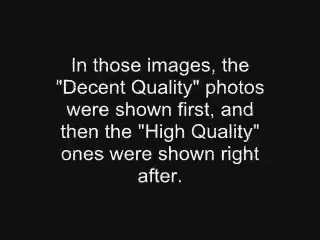 In those images, the
"Decent Quality" photos
were shown first, and
then the "High Quality"
ones were shown right
after.